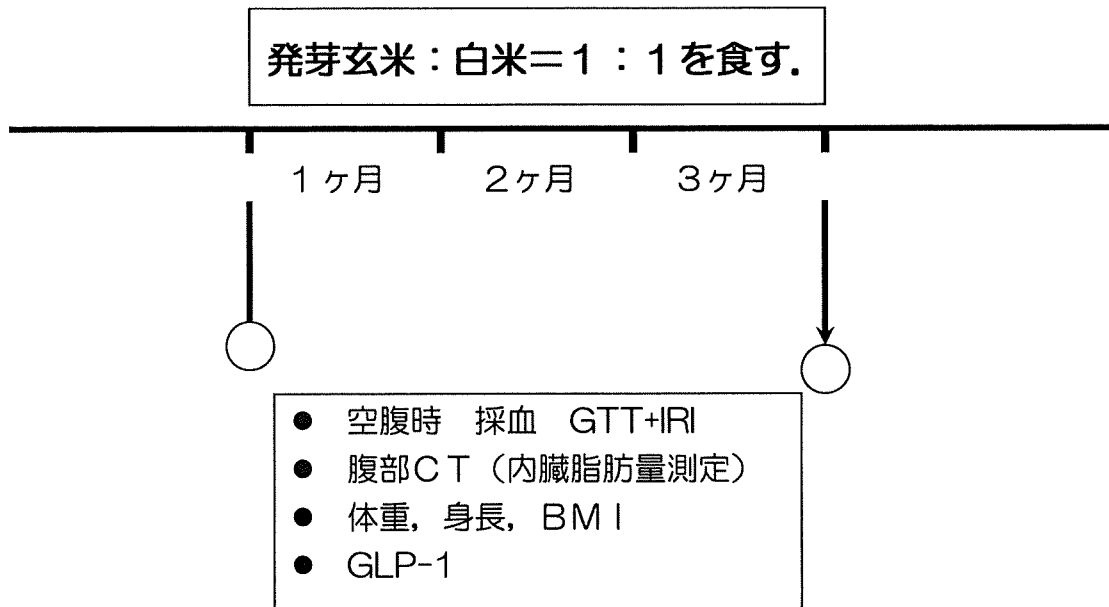 発芽玄米：白米＝１：１を食す．
１ヶ月 ２ヶ月 ３ヶ月
● 空腹時　採血　GTT+IRI
● 腹部ＣＴ（内臓脂肪量測定）
● 体重，身長，ＢＭＩ
● GLP-1